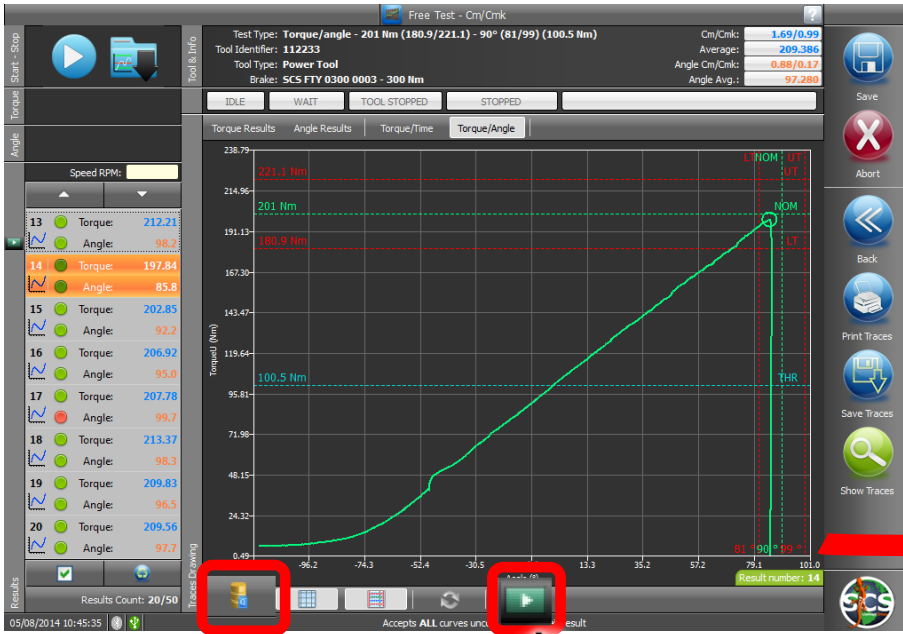 Free Test - Cm/Cmk
?
Start - Stop
Tool & Info
Test Type: Torque/angle - 201 Nm (180.9/221.1) - 90° (81/99) (100.5 Nm)
Tool Identifier: 112233
Tool Type: Power Tool
Brake: SCS FTY 0300 0003 - 300 Nm
Cm/Cmk: 1.69/0.99
Average: 209.386
Angle Cm/Cmk: 0.88/0.17
Angle Avg.: 97.280
Save
Torque
IDLE WAIT TOOL STOPPED STOPPED
Torque Results Angle Results Torque/Time Torque/Angle
Angle
Abort
Speed RPM:
13 Torque: 212.21
Angle: 98.2
14 Torque: 197.84
Angle: 85.8
15 Torque: 202.85
Angle: 92.2
16 Torque: 206.92
Angle: 95.0
17 Torque: 207.78
Angle: 99.7
18 Torque: 213.37
Angle: 98.3
19 Torque: 209.83
Angle: 96.5
20 Torque: 209.56
Angle: 97.7
Results
Results Count: 20/50
Traces Drawing
TorqueU (Nm)
238.79
214.96
191.13
167.30
143.47
119.64
95.81
71.98
48.15
24.32
0.49
LT NOM UT
221.1 Nm UT
201 Nm NOM
180.9 Nm LT
100.5 Nm THR
81 ° 90 ° 99 °
-96.2 -74.3 -52.4 -30.5 13.3 35.2 57.2 79.1 101.0
Angle (°)
Result number: 14
Back
Print Traces
Save Traces
Show Traces
SCS
05/08/2014 10:45:35
Accepts ALL curves result